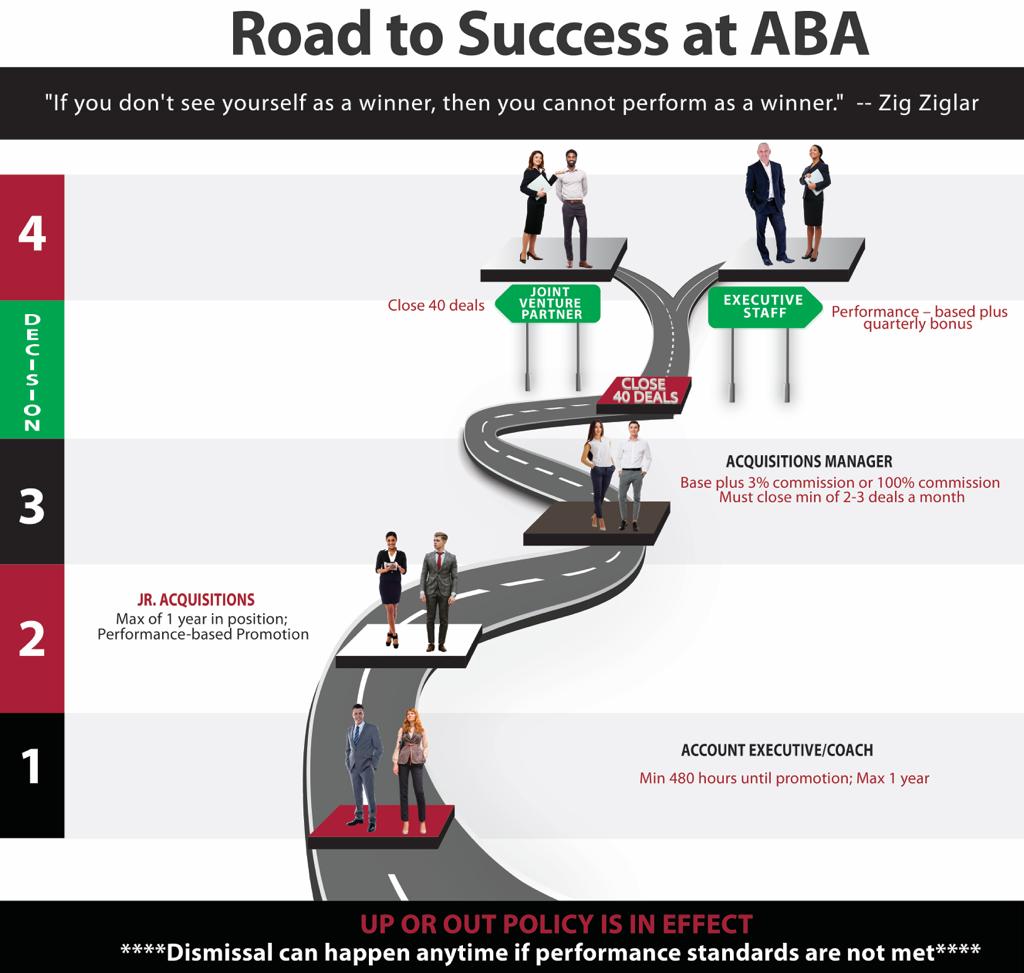 Road to Success at ABA
"If you don't see yourself as a winner, then you cannot perform as a winner." -- Zig Ziglar
4
Close 40 deals
JOINT
VENTURE
PARTNER
EXECUTIVE
STAFF
Performance – based plus
quarterly bonus
DECISION
CLOSE
40 DEALS
3
ACQUISITIONS MANAGER
Base plus 3% commission or 100% commission
Must close min of 2-3 deals a month
2
JR. ACQUISITIONS
Max of 1 year in position;
Performance-based Promotion
1
ACCOUNT EXECUTIVE/COACH
Min 480 hours until promotion; Max 1 year
UP OR OUT POLICY IS IN EFFECT
****Dismissal can happen anytime if performance standards are not met****